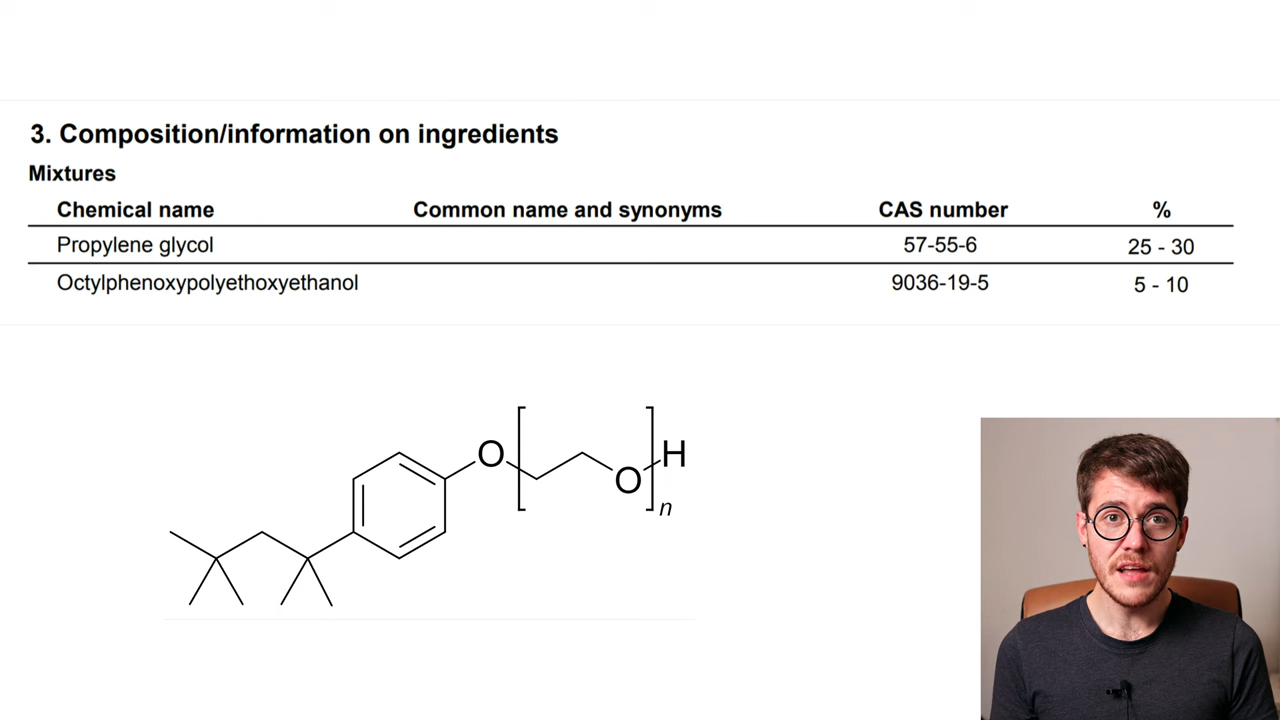 3. Composition/information on ingredients
Mixtures
Chemical name Common name and synonyms CAS number %
Propylene glycol 57-55-6 25 - 30
Octylphenoxypolyethoxyethanol 9036-19-5 5 - 10
O
O
H
n